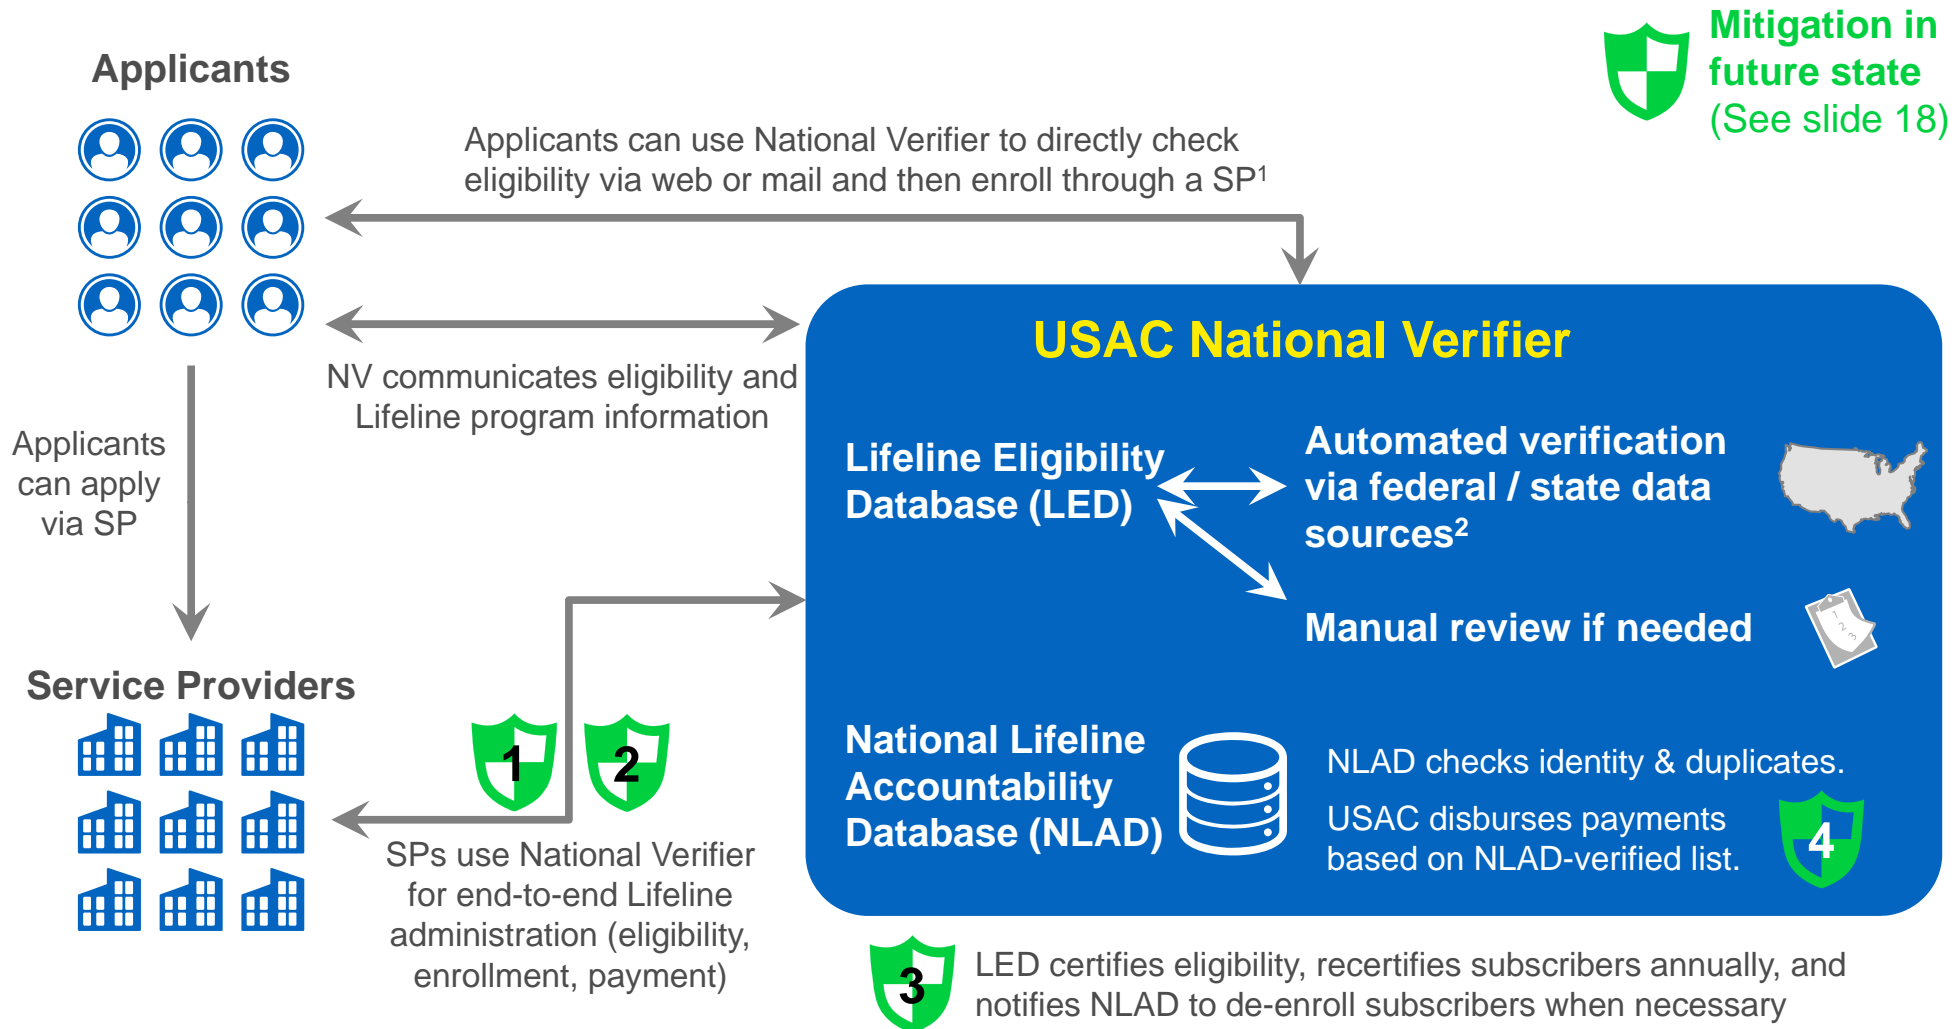 Mitigation in
future state
(See slide 18)
Applicants
Applicants can use National Verifier to directly check
eligibility via web or mail and then enroll through a SP1
NV communicates eligibility and
Lifeline program information
Applicants
can apply
via SP
Service Providers
1
2
SPs use National Verifier
for end-to-end Lifeline
administration (eligibility,
enrollment, payment)
USAC National Verifier
Lifeline Eligibility
Database (LED)
Automated verification
via federal / state data
sources2
1
2
3
Manual review if needed
National Lifeline
Accountability
Database (NLAD)
NLAD checks identity & duplicates.
USAC disburses payments
based on NLAD-verified list.
4
3
LED certifies eligibility, recertifies subscribers annually, and
notifies NLAD to de-enroll subscribers when necessary